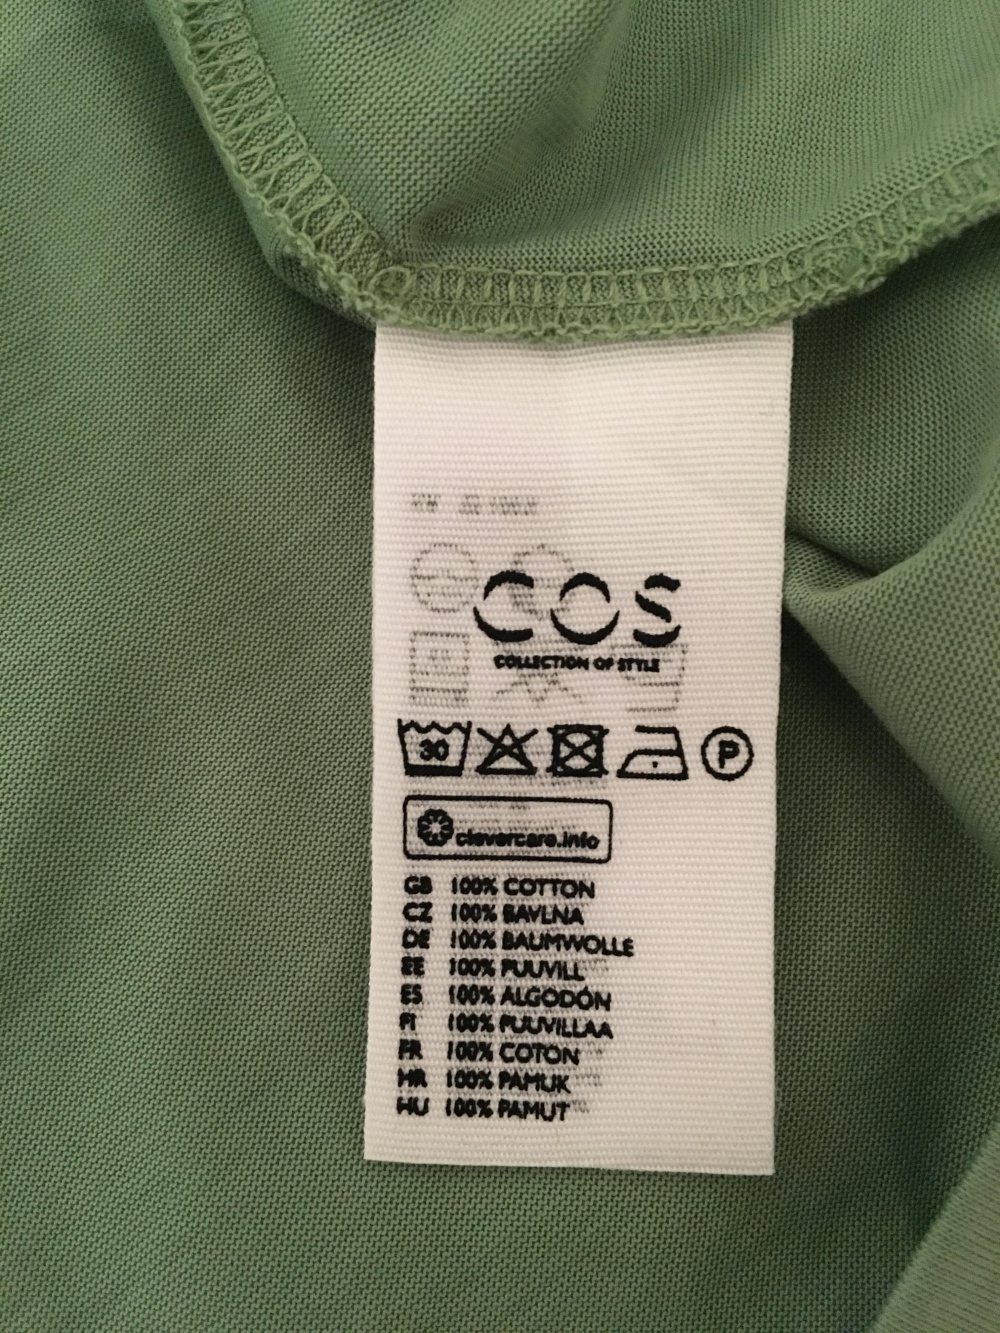 COS
COLLECTION OF STYLE
30
P
clevercare.info
GB 100% COTTON
CZ 100% BAVLNA
DE 100% BAUMWOLLE
EE 100% PUUVILL
ES 100% ALGODÓN
FI 100% PUUVILLAA
FR 100% COTON
HR 100% PAMUK
HU 100% PAMUT